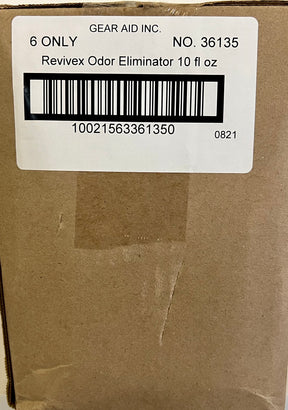 GEAR AID INC.
6 ONLY NO. 36135
Revivex Odor Eliminator 10 fl oz
10021563361350
0821